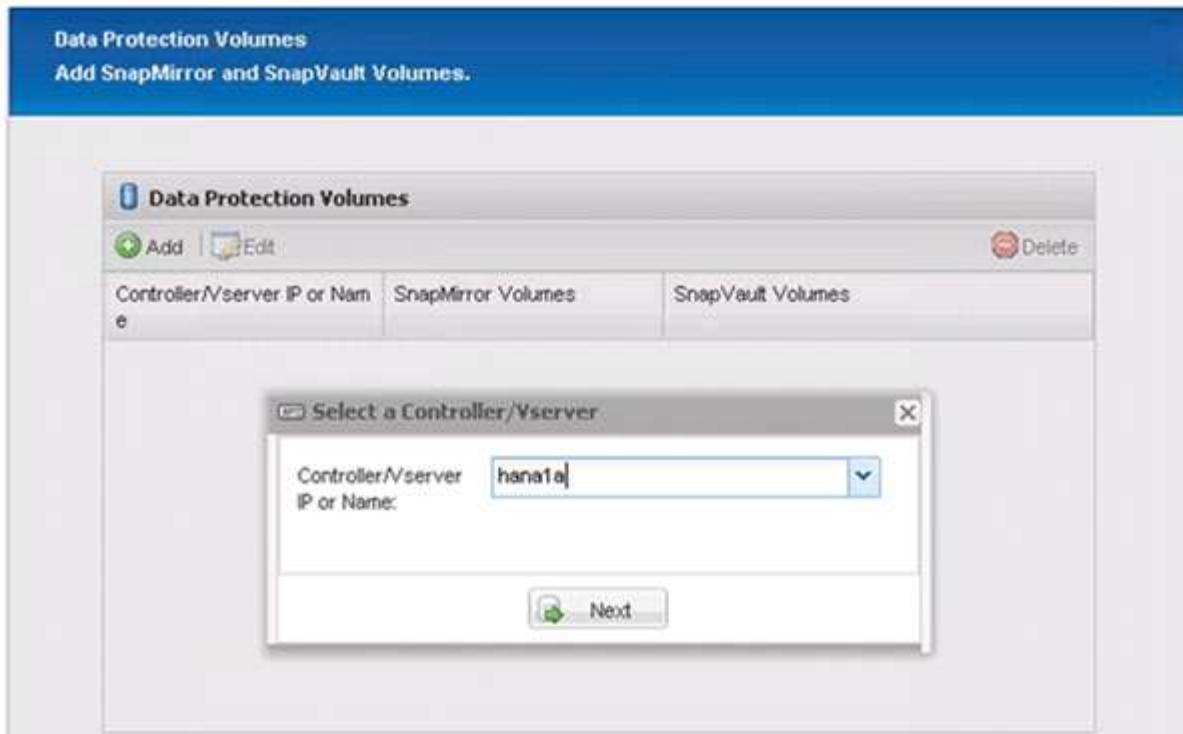 Data Protection Volumes
Add SnapMirror and SnapVault Volumes.
Data Protection Volumes
Add Edit Delete
Controller/Vserver IP or Nam SnapMirror Volumes SnapVault Volumes
e
Select a Controller/Vserver
Controller/Vserver hana1a
IP or Name:
Next